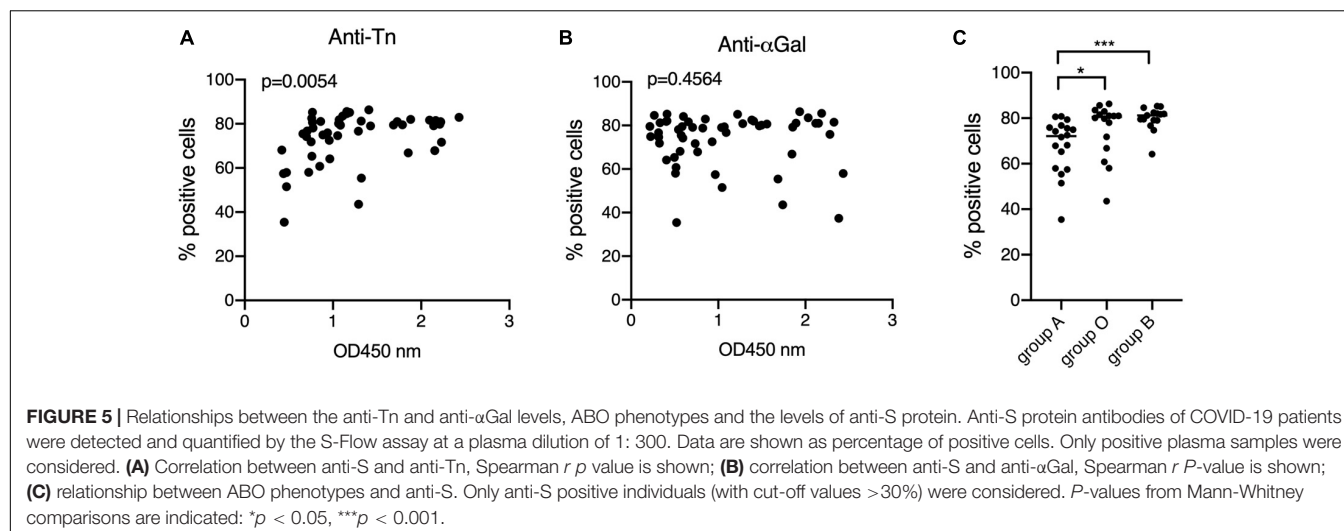 A
Anti-Tn
p=0.0054
100
80
60
40
20
0
% positive cells
0 1 2 3
OD450 nm
B
Anti-αGal
p=0.4564
100
80
60
40
20
0
% positive cells
0 1 2 3
OD450 nm
C
***
*
100
80
60
40
20
0
% positive cells
group A
group O
group B
FIGURE 5 | Relationships between the anti-Tn and anti-αGal levels, ABO phenotypes and the levels of anti-S protein. Anti-S protein antibodies of COVID-19 patients
were detected and quantified by the S-Flow assay at a plasma dilution of 1: 300. Data are shown as percentage of positive cells. Only positive plasma samples were
considered. (A) Correlation between anti-S and anti-Tn, Spearman r p value is shown; (B) correlation between anti-S and anti-αGal, Spearman r P-value is shown;
(C) relationship between ABO phenotypes and anti-S. Only anti-S positive individuals (with cut-off values >30%) were considered. P-values from Mann-Whitney
comparisons are indicated: *p < 0.05, ***p < 0.001.